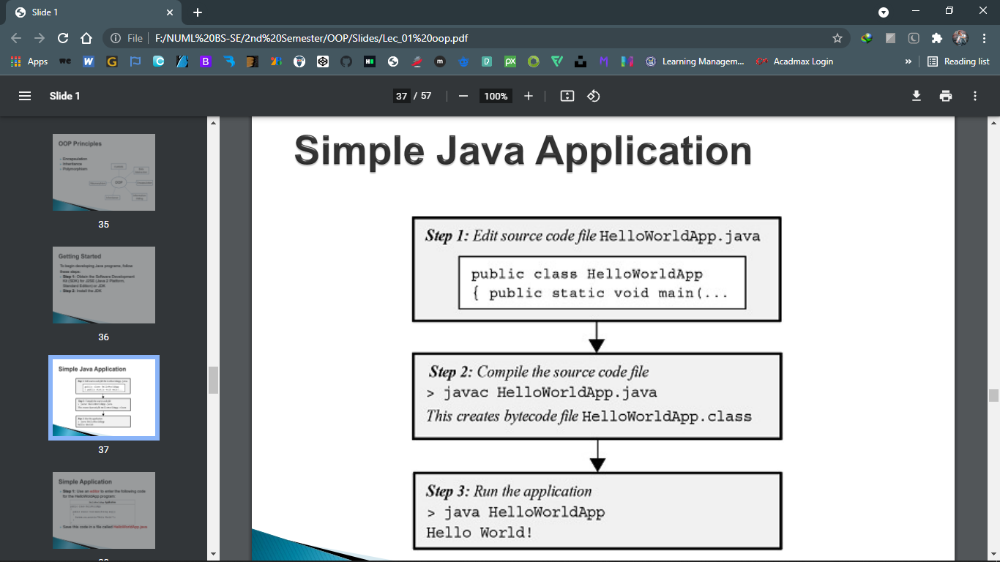 Slide 1
File
F:/NUML%20BS-SE/2nd%20Semester/OOP/Slides/Lec_01%20oop.pdf
Apps
Learning Managem...
Acadmax Login
»
Reading list
Slide 1
37 / 57
100%
OOP Principles
Encapsulation
Inheritance
Polymorphism
OOP
35
Getting Started
To begin developing Java programs, follow
these steps:
Step 1: Obtain the Software Development
Kit (SDK) for J2SE (Java 2 Platform,
Standard Edition) or JDK
Step 2: Install the JDK
36
Simple Java Application
37
Simple Application
Step 1: Use an editor to enter the following code
for the HelloWorldApp program:
Save this code in a file called HelloWorldApp.java
Simple Java Application
Step 1: Edit source code file HelloWorldApp.java
public class HelloWorldApp
{ public static void main(...
Step 2: Compile the source code file
> javac HelloWorldApp.java
This creates bytecode file HelloWorldApp.class
Step 3: Run the application
> java HelloWorldApp
Hello World!